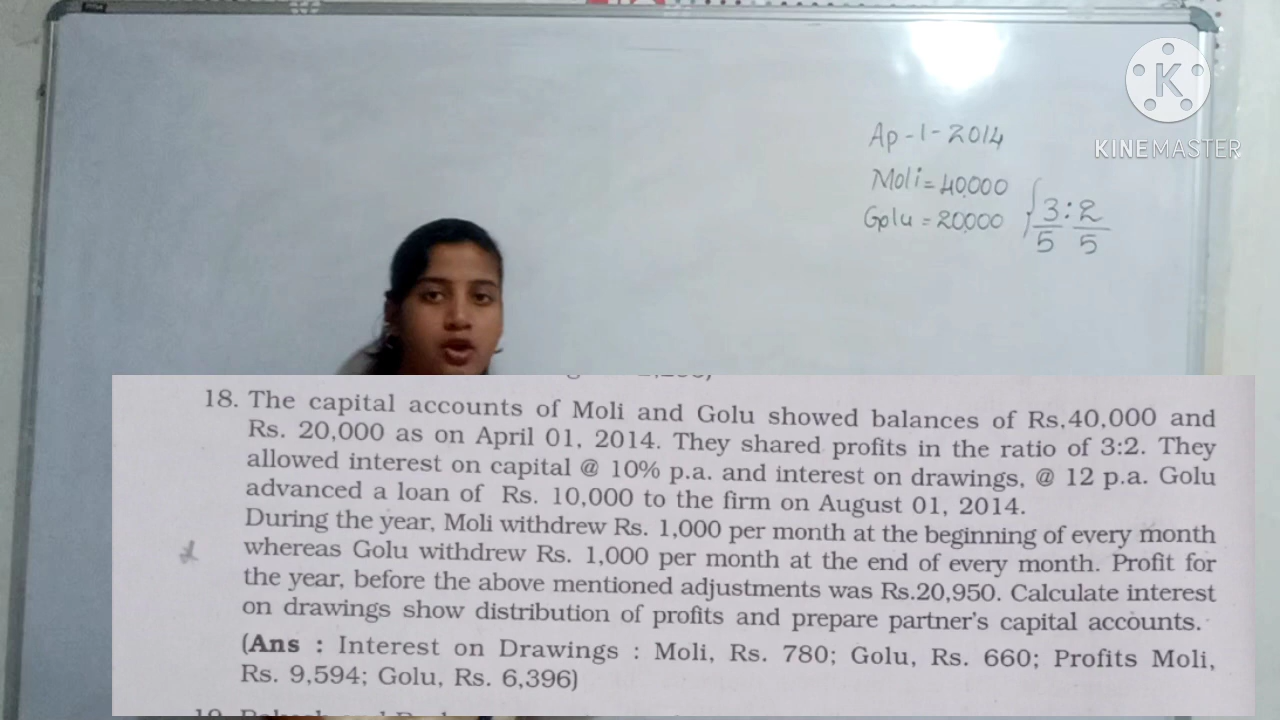 Ap-1-2014
Moli = 40,000
Golu = 20,000
3:2
5 5
KINEMASTER
18. The capital accounts of Moli and Golu showed balances of Rs.40,000 and
Rs. 20,000 as on April 01, 2014. They shared profits in the ratio of 3:2. They
allowed interest on capital @ 10% p.a. and interest on drawings, @ 12 p.a. Golu
advanced a loan of Rs. 10,000 to the firm on August 01, 2014.
During the year, Moli withdrew Rs. 1,000 per month at the beginning of every month
whereas Golu withdrew Rs. 1,000 per month at the end of every month. Profit for
the year, before the above mentioned adjustments was Rs.20,950. Calculate interest
on drawings show distribution of profits and prepare partner's capital accounts.
(Ans : Interest on Drawings : Moli, Rs. 780; Golu, Rs. 660; Profits Moli,
Rs. 9,594; Golu, Rs. 6,396)